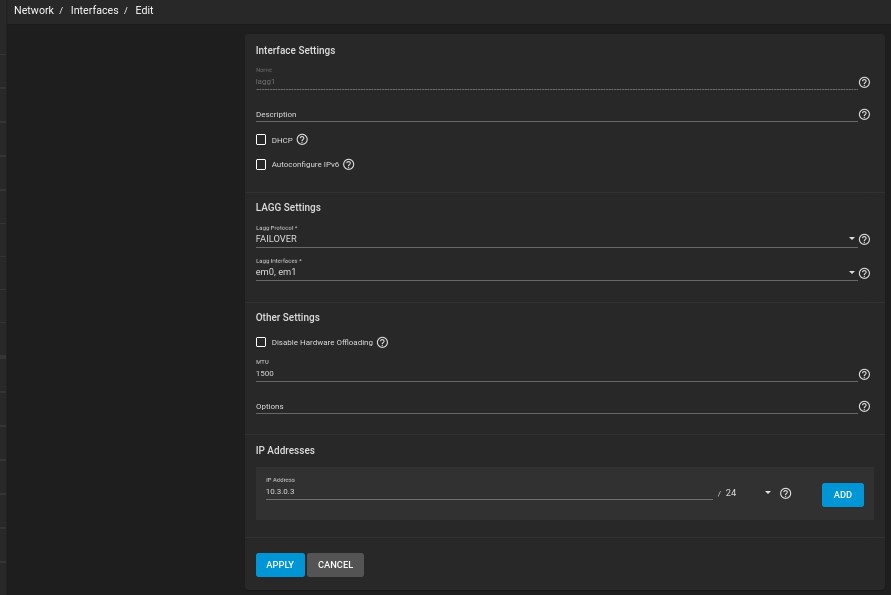 Network / Interfaces / Edit
Interface Settings
Name
lagg1
Description
DHCP
Autoconfigure IPv6
LAGG Settings
Lagg Protocol *
FAILOVER
Lagg Interfaces *
em0, em1
Other Settings
Disable Hardware Offloading
MTU
1500
Options
IP Addresses
IP Address
10.3.0.3 / 24 ADD
APPLY CANCEL